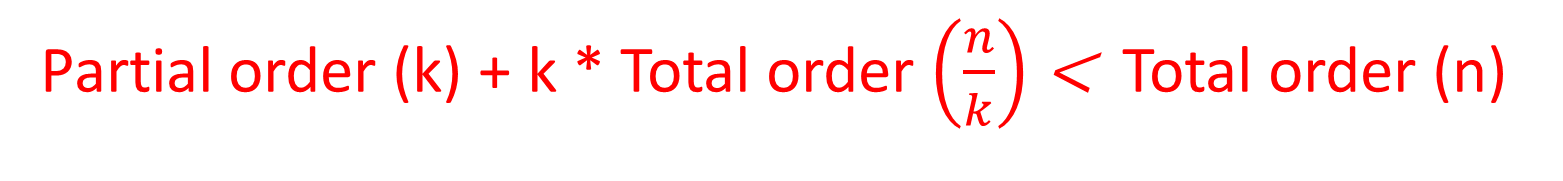 Partial order (k) + k * Total order (n/k) < Total order (n)